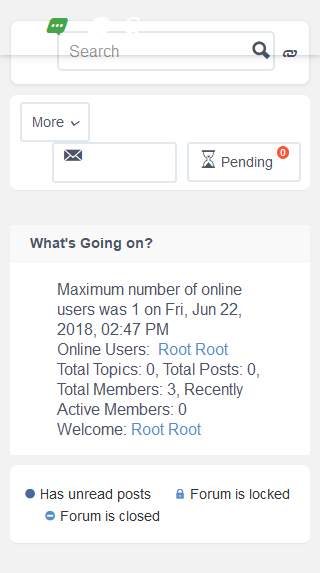 Search
More
Pending 0
What's Going on?
Maximum number of online
users was 1 on Fri, Jun 22,
2018, 02:47 PM
Online Users: Root Root
Total Topics: 0, Total Posts: 0,
Total Members: 3, Recently
Active Members: 0
Welcome: Root Root
Has unread posts Forum is locked
Forum is closed